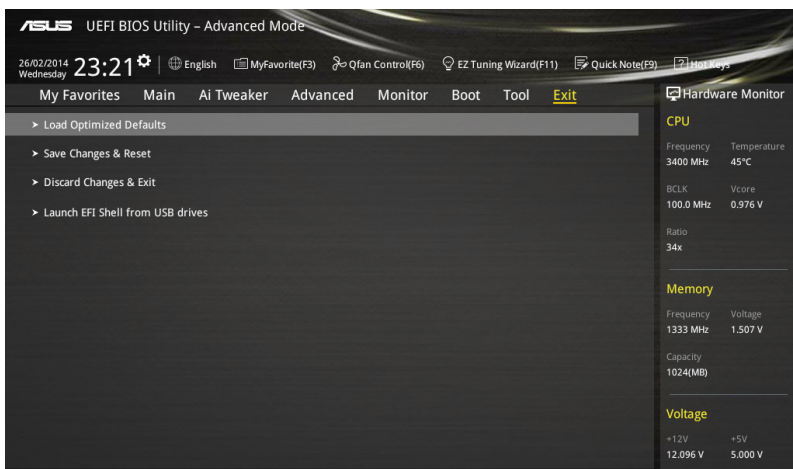 ASUS UEFI BIOS Utility – Advanced Mode
26/02/2014
Wednesday
23:21
English MyFavorite(F3) Qfan Control(F6) EZ Tuning Wizard(F11) Quick Note(F9) ? Hot Keys
My Favorites Main Ai Tweaker Advanced Monitor Boot Tool Exit
Load Optimized Defaults
Save Changes & Reset
Discard Changes & Exit
Launch EFI Shell from USB drives
Hardware Monitor
CPU
Frequency Temperature
3400 MHz 45°C
BCLK Vcore
100.0 MHz 0.976 V
Ratio
34x
Memory
Frequency Voltage
1333 MHz 1.507 V
Capacity
1024(MB)
Voltage
+12V +5V
12.096 V 5.000 V